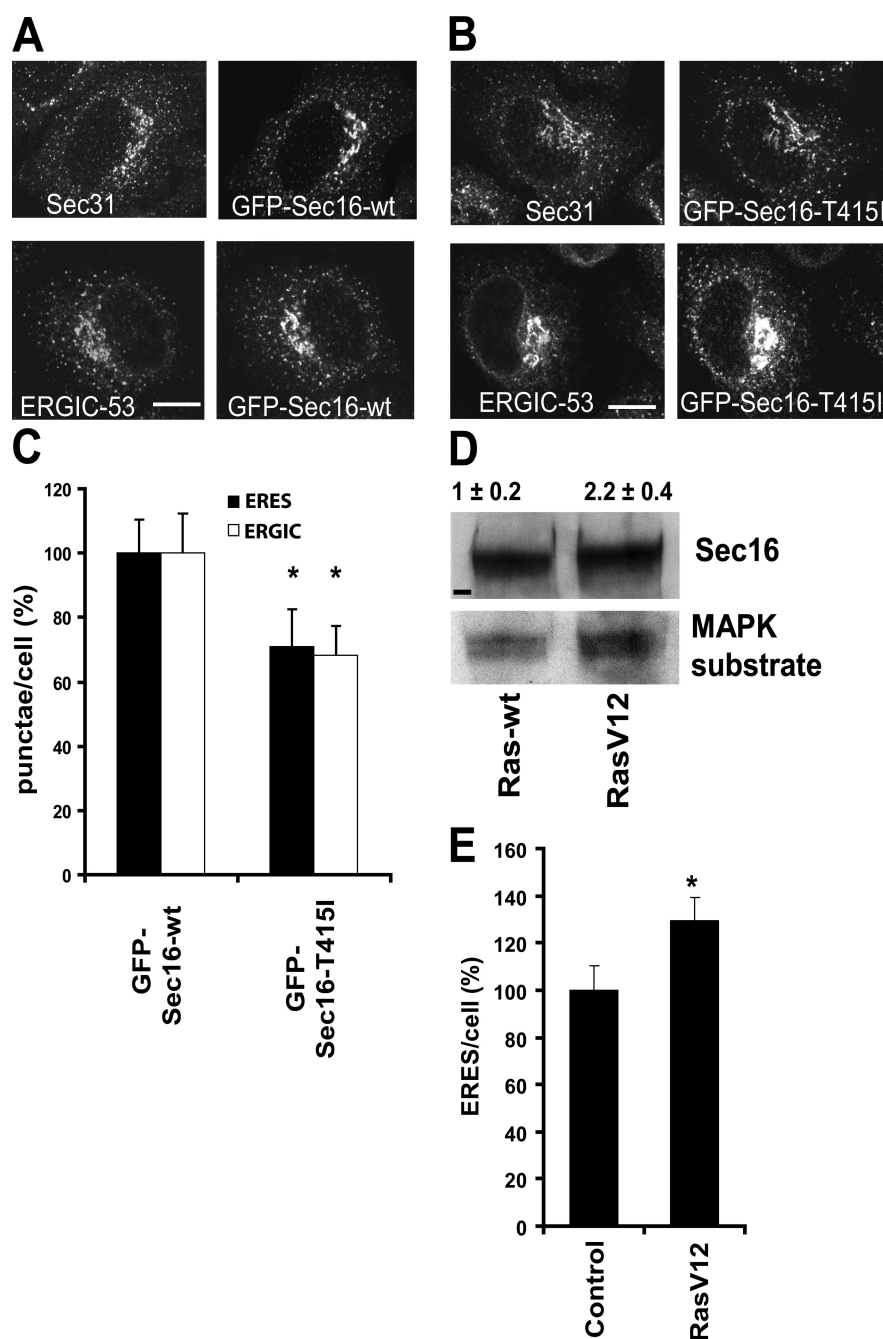 A
B
Sec31
GFP-Sec16-wt
Sec31
GFP-Sec16-T415I
ERGIC-53
GFP-Sec16-wt
ERGIC-53
GFP-Sec16-T415I
C
120
100
80
60
40
20
0
punctae/cell (%)
ERES
ERGIC
*
*
GFP-
Sec16-wt
GFP-
Sec16-T415I
D
1 ± 0.2
2.2 ± 0.4
Sec16
MAPK
substrate
Ras-wt
RasV12
E
160
140
120
100
80
60
40
20
0
ERES/cell (%)
*
Control
RasV12